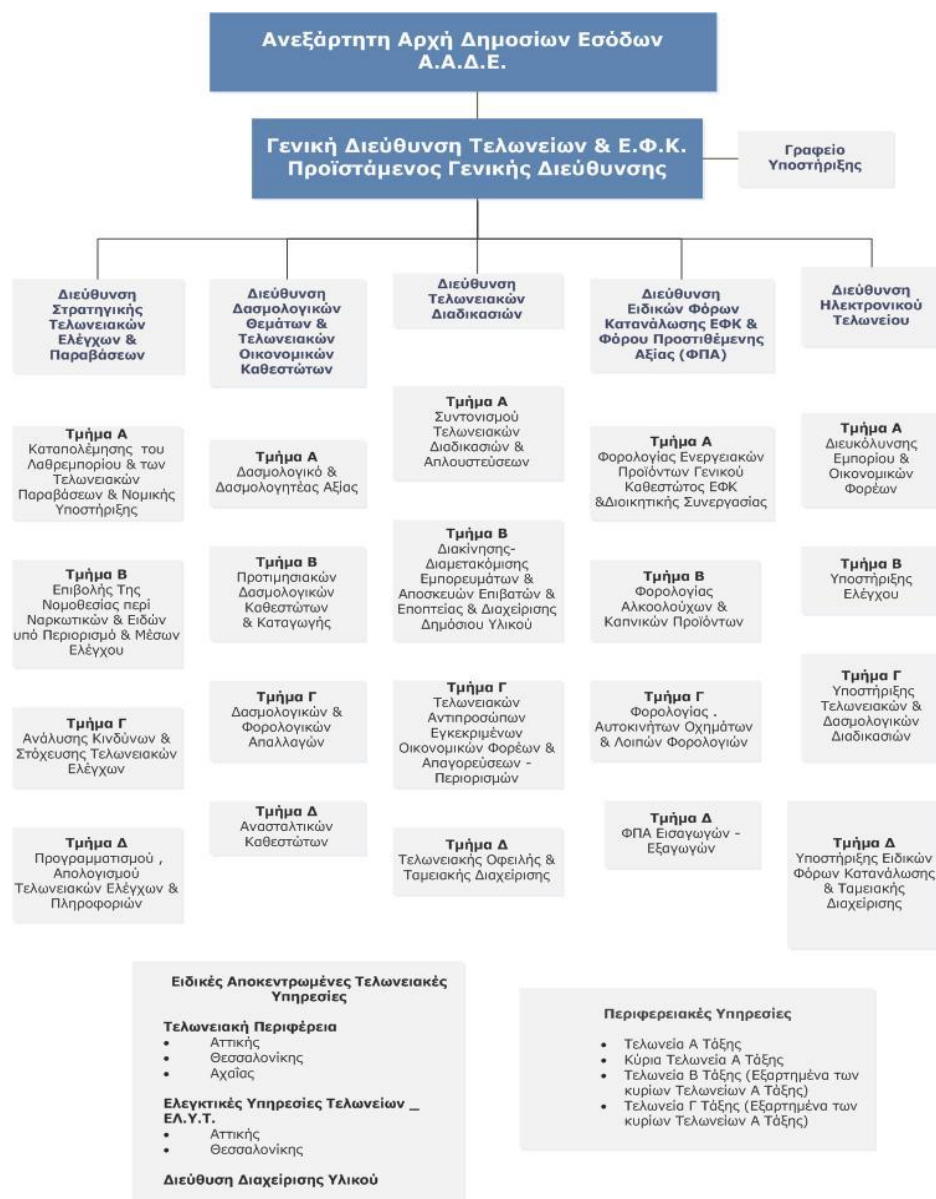 Ανεξάρτητη Αρχή Δημοσίων Εσόδων
Α.Α.Δ.Ε.
Γενική Διεύθυνση Τελωνείων & Ε.Φ.Κ.
Προϊστάμενος Γενικής Διεύθυνσης
Γραφείο
Υποστήριξης
Διεύθυνση
Στρατηγικής
Τελωνειακών
Ελέγχων &
Παραβάσεων
Τμήμα Α
Καταπολέμησης του
Λαθρεμπορίου & των
Τελωνειακών
Παραβάσεων & Νομικής
Υποστήριξης
Τμήμα Β
Επιβολής Της
Νομοθεσίας περί
Ναρκωτικών & Ειδών
υπό Περιορισμό & Μέσων
Ελέγχου
Τμήμα Γ
Ανάλυσης Κινδύνων &
Στόχευσης Τελωνειακών
Ελέγχων
Τμήμα Δ
Προγραμματισμού ,
Απολογισμού
Τελωνειακών Ελέγχων &
Πληροφοριών
Διεύθυνση
Δασμολογικών
Θεμάτων &
Τελωνειακών
Οικονομικών
Καθεστώτων
Τμήμα Α
Δασμολογικό &
Δασμολογητέας Αξίας
Τμήμα Β
Προτιμησιακών
Δασμολογικών
Καθεστώτων
& Καταγωγής
Τμήμα Γ
Δασμολογικών &
Φορολογικών
Απαλλαγών
Τμήμα Δ
Ανασταλτικών
Καθεστώτων
Διεύθυνση
Τελωνειακών
Διαδικασιών
Τμήμα Α
Συντονισμού
Τελωνειακών
Διαδικασιών &
Απλουστεύσεων
Τμήμα Β
Διακίνησης-
Διαμετακόμισης
Εμπορευμάτων &
Αποσκευών Επιβατών &
Εποπτείας & Διαχείρισης
Δημόσιου Υλικού
Τμήμα Γ
Τελωνειακών
Αντιπροσώπων
Εγκεκριμένων
Οικονομικών Φορέων &
Απαγορεύσεων -
Περιορισμών
Τμήμα Δ
Τελωνειακής Οφειλής &
Ταμειακής Διαχείρισης
Διεύθυνση
Ειδικών Φόρων
Κατανάλωσης ΕΦΚ &
Φόρου Προστιθέμενης
Αξίας (ΦΠΑ)
Τμήμα Α
Φορολογίας Ενεργειακών
Προϊόντων Γενικού
Καθεστώτος ΕΦΚ
&Διοικητικής Συνεργασίας
Τμήμα Β
Φορολογίας
Αλκοολούχων &
Καπνικών Προϊόντων
Τμήμα Γ
Φορολογίας .
Αυτοκινήτων Οχημάτων
& Λοιπών Φορολογιών
Τμήμα Δ
ΦΠΑ Εισαγωγών -
Εξαγωγών
Διεύθυνση
Ηλεκτρονικού
Τελωνείου
Τμήμα Α
Διευκόλυνσης
Εμπορίου &
Οικονομικών
Φορέων
Τμήμα Β
Υποστήριξης
Ελέγχου
Τμήμα Γ
Υποστήριξης
Τελωνειακών &
Δασμολογικών
Διαδικασιών
Τμήμα Δ
Υποστήριξης Ειδικών
Φόρων Κατανάλωσης
& Ταμειακής
Διαχείρισης
Ειδικές Αποκεντρωμένες Τελωνειακές
Υπηρεσίες
Τελωνειακή Περιφέρεια
• Αττικής
• Θεσσαλονίκης
• Αχαΐας
Ελεγκτικές Υπηρεσίες Τελωνείων _
ΕΛ.Υ.Τ.
• Αττικής
• Θεσσαλονίκης
Διεύθυση Διαχείρισης Υλικού
Περιφερειακές Υπηρεσίες
• Τελωνεία Α Τάξης
• Κύρια Τελωνεία Α Τάξης
• Τελωνεία Β Τάξης (Εξαρτημένα των
κυρίων Τελωνείων Α Τάξης)
• Τελωνεία Γ Τάξης (Εξαρτημένα των
κυρίων Τελωνείων Α Τάξης)